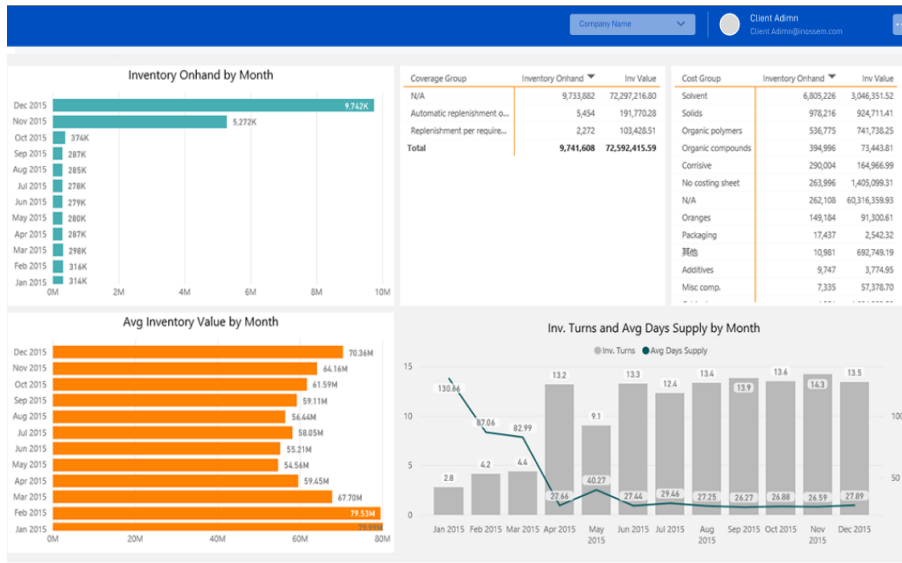 Company Name
Client Adimn
Client.Adimn@inossem.com
Inventory Onhand by Month
Dec 2015 9,742K
Nov 2015 5,272K
Oct 2015 374K
Sep 2015 287K
Aug 2015 285K
Jul 2015 278K
Jun 2015 279K
May 2015 280K
Apr 2015 287K
Mar 2015 298K
Feb 2015 316K
Jan 2015 314K
0M 2M 4M 6M 8M 10M
Coverage Group Inventory Onhand Inv Value
N/A 9,733,882 72,297,216.80
Automatic replenishment o... 5,454 191,770.28
Replenishment per require... 2,272 103,428.51
Total 9,741,608 72,592,415.59
Cost Group Inventory Onhand Inv Value
Solvent 6,805,226 3,046,351.52
Solids 978,216 924,711.41
Organic polymers 536,775 741,738.25
Organic compounds 394,996 73,443.81
Corrisive 290,004 164,966.99
No costing sheet 263,996 1,405,099.31
N/A 262,108 60,316,359.93
Oranges 149,184 91,300.61
Packaging 17,437 2,542.32
其他 10,981 692,749.19
Additives 9,747 3,774.95
Misc comp. 7,335 57,378.70
Avg Inventory Value by Month
Dec 2015 70.36M
Nov 2015 64.16M
Oct 2015 61.59M
Sep 2015 59.11M
Aug 2015 56.44M
Jul 2015 58.05M
Jun 2015 55.21M
May 2015 54.56M
Apr 2015 59.45M
Mar 2015 67.70M
Feb 2015 79.53M
Jan 2015
0M 20M 40M 60M 80M
Inv. Turns and Avg Days Supply by Month
Inv. Turns Avg Days Supply
15
10 100
5 50
0
2.8 4.2 4.4 13.2 9.1 13.3 12.4 13.4 13.9 13.6 14.3 13.5
130.66 87.06 82.99 27.66 40.27 27.44 29.46 27.25 26.27 26.88 26.59 27.89
Jan 2015 Feb 2015 Mar 2015 Apr 2015 May Jun 2015 Jul 2015 Aug Sep 2015 Oct 2015 Nov Dec 2015
2015 2015 2015